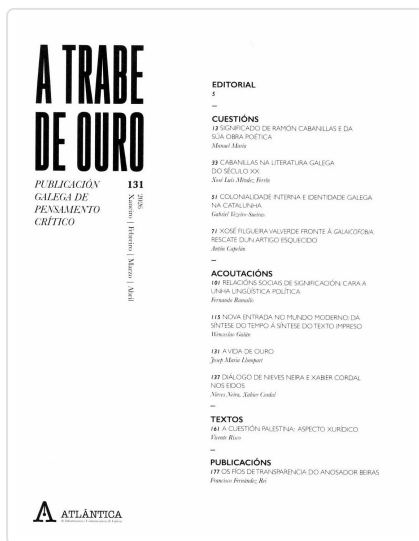 A TRABE
DE OURO
PUBLICACIÓN
GALEGA DE
PENSAMENTO
CRÍTICO
131
2026
Xaneiro | Febreiro | Marzo | Abril
EDITORIAL
5
CUESTIÓNS
13 SIGNIFICADO DE RAMÓN CABANILLAS E DA
SÚA OBRA POÉTICA
Manuel María
33 CABANILLAS NA LITERATURA GALEGA
DO SÉCULO XX
Xosé Luís Méndez Ferrín
51 COLONIALIDADE INTERNA E IDENTIDADE GALEGA
NA CATALUNHA
Gabriel Vezeiro-Sueiras
71 XOSÉ FILGUEIRA VALVERDE FRONTE Á GALAICOFOBIA.
RESCATE DUN ARTIGO ESQUECIDO
Antón Capelán
ACOUTACIÓNS
101 RELACIÓNS SOCIAIS DE SIGNIFICACIÓN: CARA A
UNHA LINGÜÍSTICA POLÍTICA
Fernando Ramallo
115 NOVA ENTRADA NO MUNDO MODERNO: DA
SÍNTESE DO TEMPO Á SÍNTESE DO TEXTO IMPRESO
Wenceslao Galán
131 A VIDA DE OURO
Josep Maria Llompart
137 DIÁLOGO DE NIEVES NEIRA E XABIER CORDAL
NOS EIDOS
Nieves Neira, Xabier Cordal
TEXTOS
161 A CUESTIÓN PALESTINA: ASPECTO XURÍDICO
Vicente Risco
PUBLICACIÓNS
177 OS FÍOS DE TRANSPARENCIA DO ANOSADOR BEIRAS
Francisco Fernández Rei
ATLÁNTICA